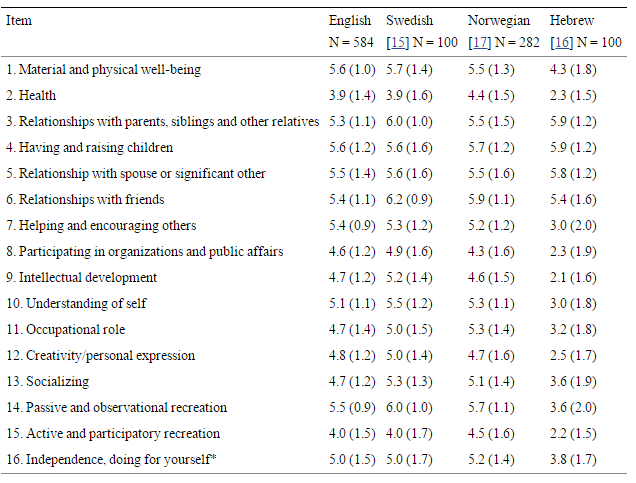 Item English Swedish Norwegian Hebrew
N = 584 [15] N = 100 [17] N = 282 [16] N = 100
1. Material and physical well-being 5.6 (1.0) 5.7 (1.4) 5.5 (1.3) 4.3 (1.8)
2. Health 3.9 (1.4) 3.9 (1.6) 4.4 (1.5) 2.3 (1.5)
3. Relationships with parents, siblings and other relatives 5.3 (1.1) 6.0 (1.0) 5.5 (1.5) 5.9 (1.2)
4. Having and raising children 5.6 (1.2) 5.6 (1.6) 5.7 (1.2) 5.9 (1.2)
5. Relationship with spouse or significant other 5.5 (1.4) 5.6 (1.6) 5.5 (1.6) 5.8 (1.2)
6. Relationships with friends 5.4 (1.1) 6.2 (0.9) 5.9 (1.1) 5.4 (1.6)
7. Helping and encouraging others 5.4 (0.9) 5.3 (1.2) 5.2 (1.2) 3.0 (2.0)
8. Participating in organizations and public affairs 4.6 (1.2) 4.9 (1.6) 4.3 (1.6) 2.3 (1.9)
9. Intellectual development 4.7 (1.2) 5.2 (1.4) 4.6 (1.5) 2.1 (1.6)
10. Understanding of self 5.1 (1.1) 5.5 (1.2) 5.3 (1.1) 3.0 (1.8)
11. Occupational role 4.7 (1.4) 5.0 (1.5) 5.3 (1.4) 3.2 (1.8)
12. Creativity/personal expression 4.8 (1.2) 5.0 (1.4) 4.7 (1.6) 2.5 (1.7)
13. Socializing 4.7 (1.2) 5.3 (1.3) 5.1 (1.4) 3.6 (1.9)
14. Passive and observational recreation 5.5 (0.9) 6.0 (1.0) 5.7 (1.1) 3.6 (2.0)
15. Active and participatory recreation 4.0 (1.5) 4.0 (1.7) 4.5 (1.6) 2.2 (1.5)
16. Independence, doing for yourself* 5.0 (1.5) 5.0 (1.7) 5.2 (1.4) 3.8 (1.7)